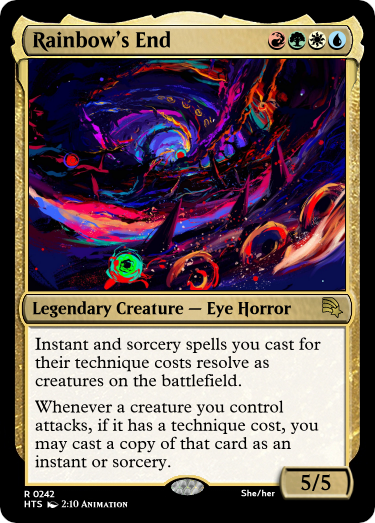 Rainbow's End
Legendary Creature — Eye Horror
Instant and sorcery spells you cast for
their technique costs resolve as
creatures on the battlefield.
Whenever a creature you control
attacks, if it has a technique cost, you
may cast a copy of that card as an
instant or sorcery.
5/5
R 0242
She/her
HTS 2:10 Animation